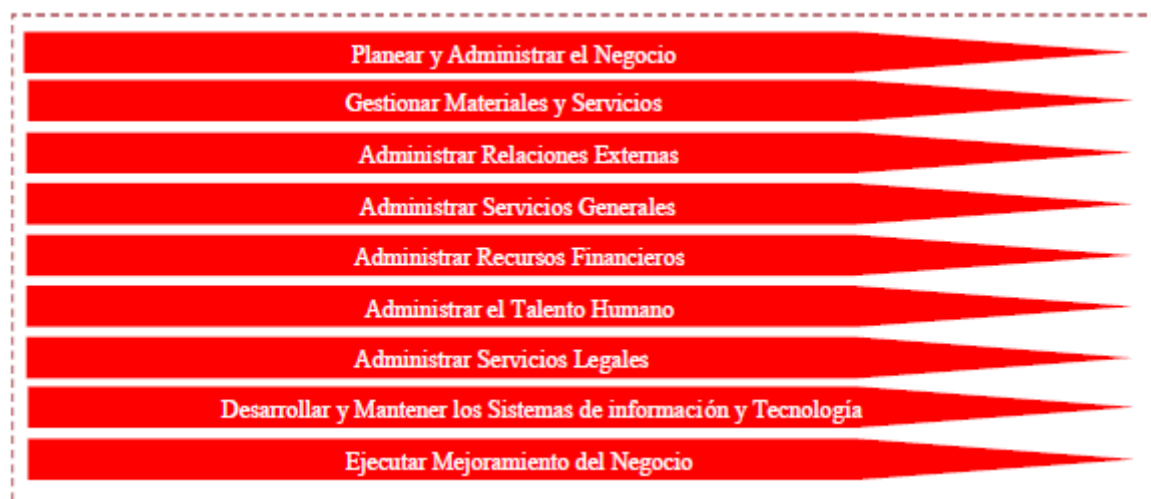 Planear y Administrar el Negocio
Gestionar Materiales y Servicios
Administrar Relaciones Externas
Administrar Servicios Generales
Administrar Recursos Financieros
Administrar el Talento Humano
Administrar Servicios Legales
Desarrollar y Mantener los Sistemas de información y Tecnología
Ejecutar Mejoramiento del Negocio